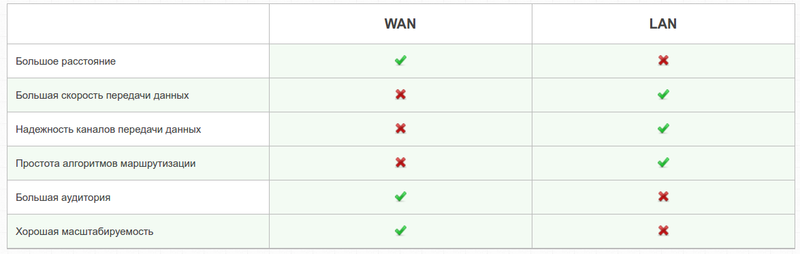 WAN LAN
Большое расстояние
Большая скорость передачи данных
Надежность каналов передачи данных
Простота алгоритмов маршрутизации
Большая аудитория
Хорошая масштабируемость